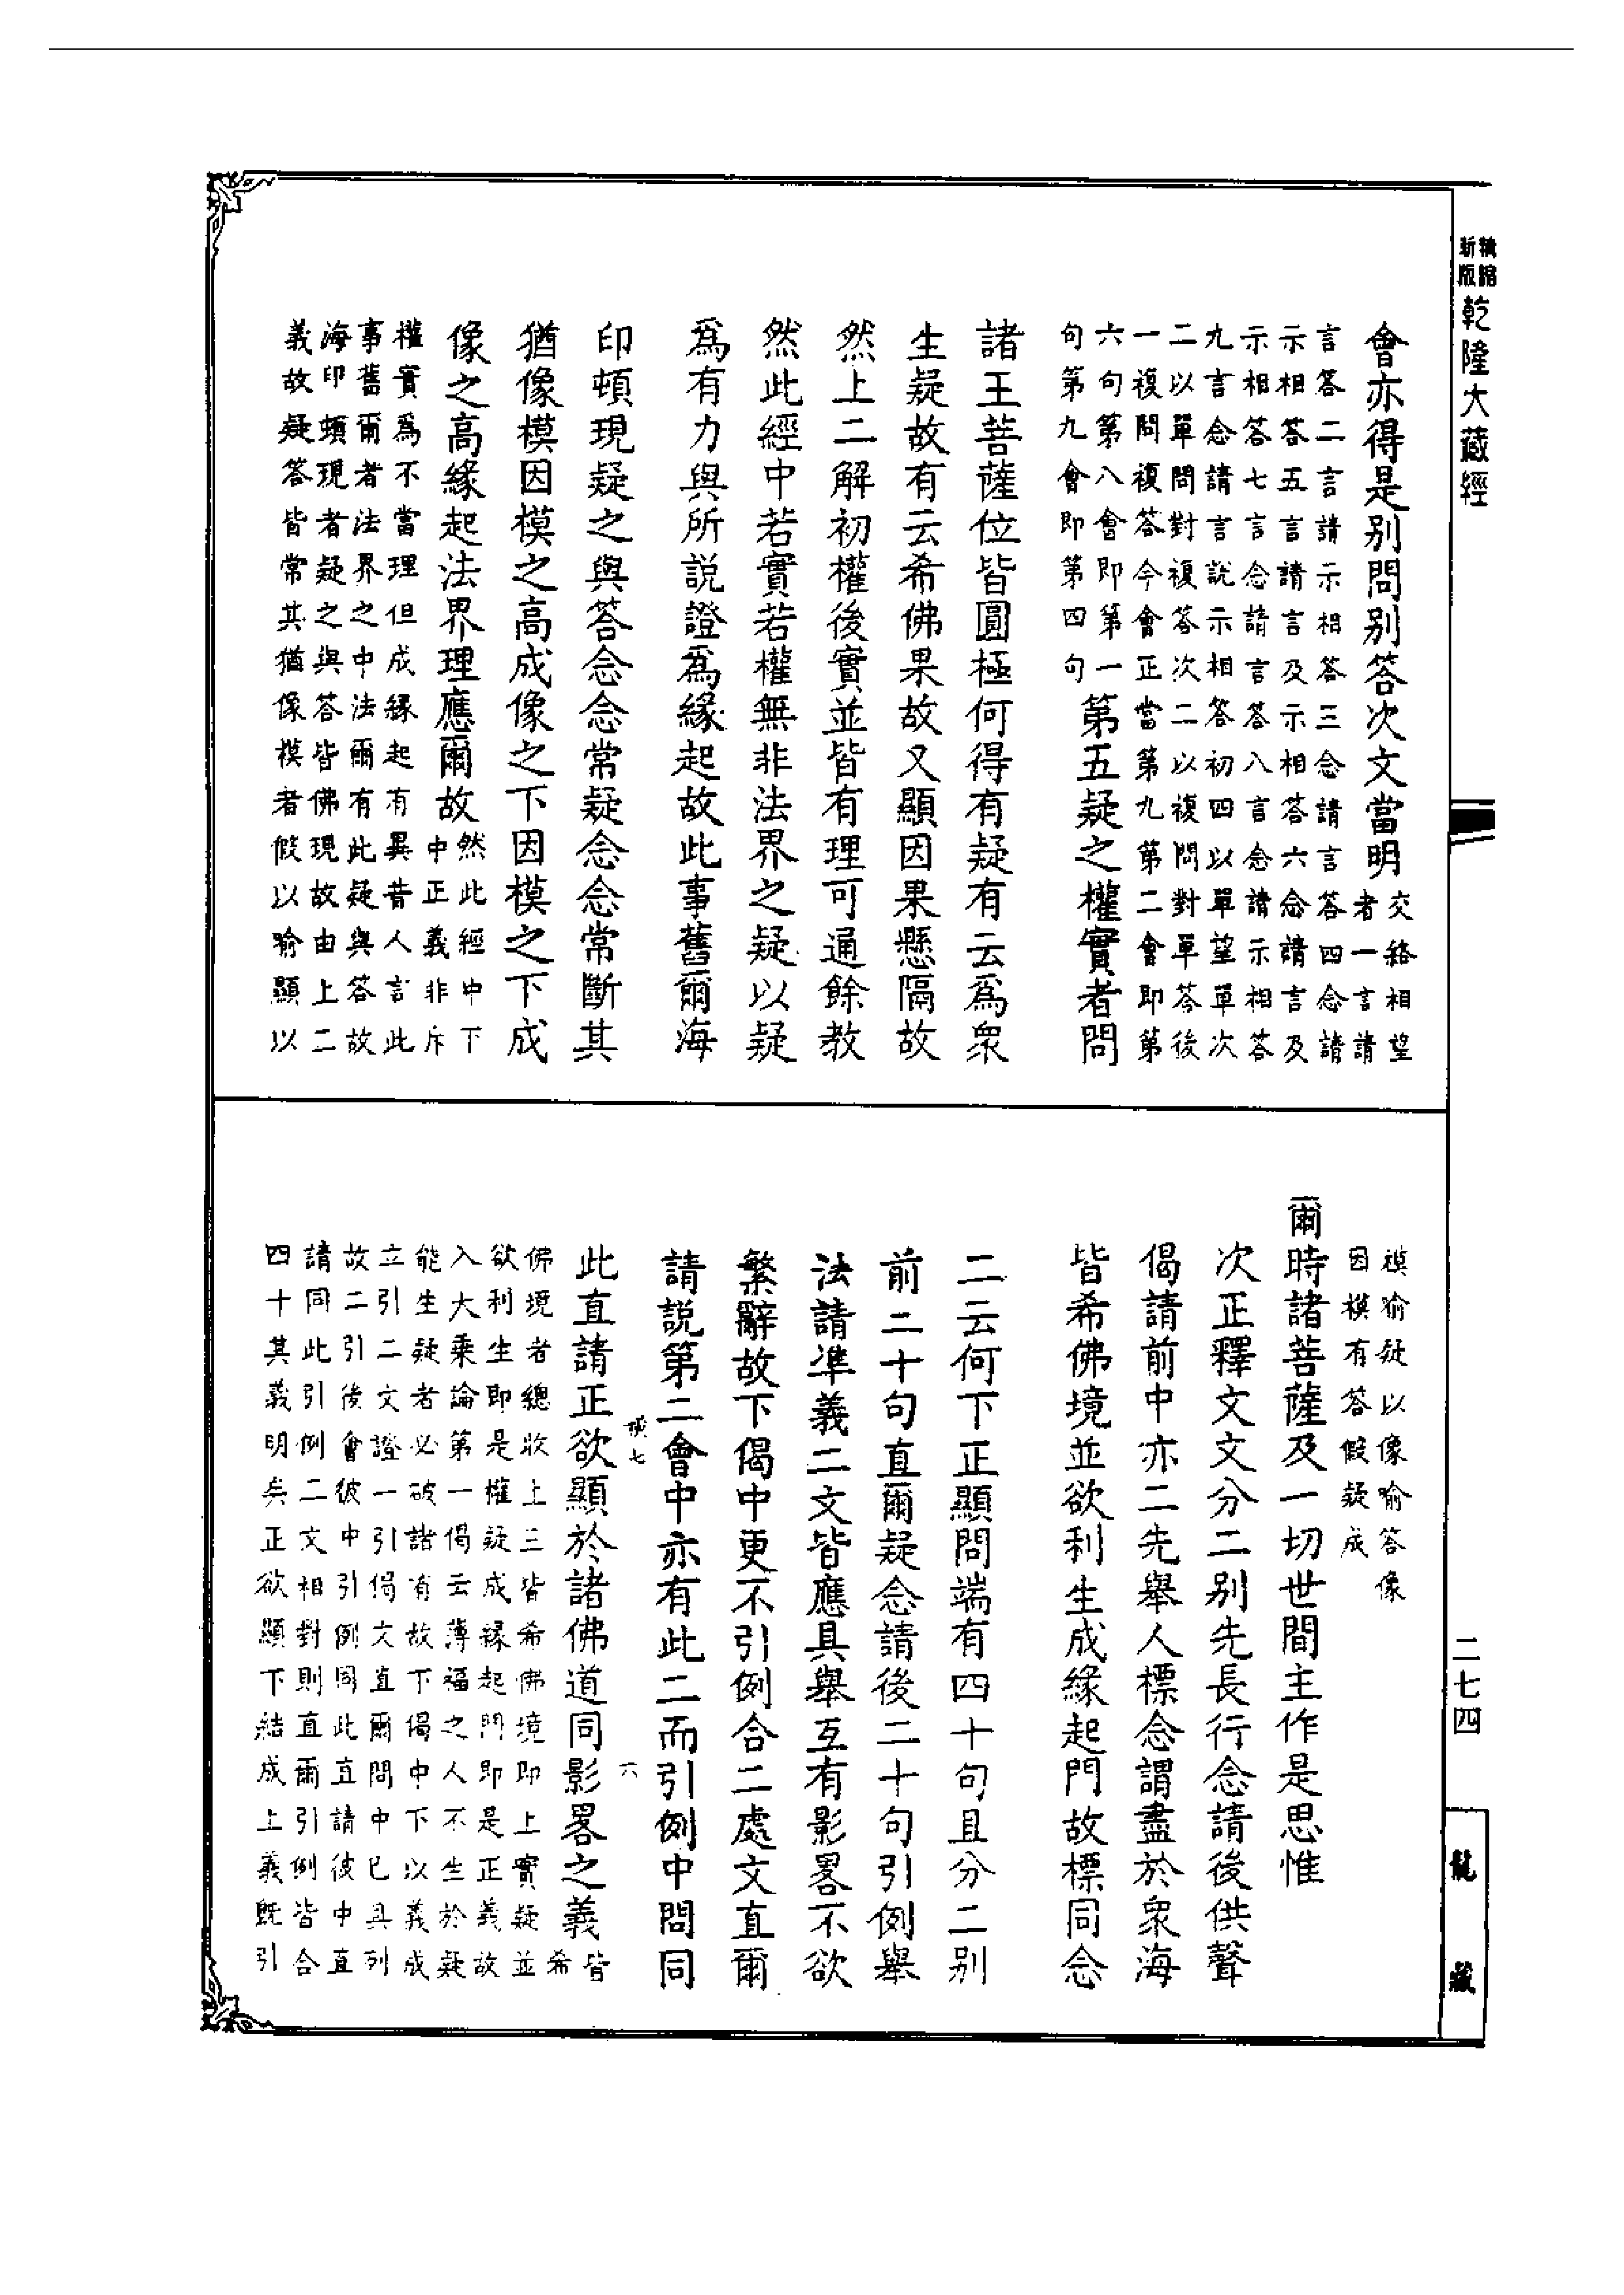 精縮
新版
乾隆大藏經
會亦得是别問别答次文當明
交絡相望
者一言請
言答二言請示相答三念請言答四念請
示相答五言請言及示相答六念請言及
示相答七言念請言答八言念請示相答
九言念請言説示相答初四以單望單次
二以單問對複答次二以複問對單答後
一複問複答今會正當第九第二會即第
六句第八會即第一
句第九會即第四句
第五疑之權實者問
諸王菩薩位皆圓極何得有疑有云爲衆
生疑故有云希佛果故又顯因果懸隔故
然上二解初權後實並皆有理可通餘教
然此經中若實若權無非法界之疑以疑
爲有力與所説證爲緣起故此事舊爾海
印頓現疑之與答念念常疑念念常斷其
猶像模因模之高成像之下因模之下成
像之高緣起法界理應爾故
然此經中下
中正義非斥
權實爲不當理但成緣起有異昔人言此
事舊爾者法界之中法爾有此疑與答故
海印頓現者疑之與答皆佛現故由上二
義故疑答皆常其猶像模者假以喻顯以
模喻疑以像喻答像
因模有答假疑成
爾時諸菩薩及一切世間主作是思惟
次正釋文文分二别先長行念請後供聲
偈請前中亦二先舉人標念謂盡於衆海
皆希佛境並欲利生成緣起門故標同念
二云何下正顯問端有四十句且分二别
前二十句直爾疑念請後二十句引例舉
法請準義二文皆應具舉互有影畧不欲
繁辭故下偈中更不引例合二處文直爾
請説第二會中亦有此二而引例中問同
七
六
此直請正欲顯於諸佛道同影畧之義
皆
希
佛境者總收上三皆希佛境即上實疑並
欲利生即是權疑成緣起門即是正義故
入大乘論第一偈云薄福之人不生於疑
能生疑者必破諸有故下偈中下以義成
立引二文證一引偈文直爾問中已具列
故二引後會彼中引例同此直請彼中直
請同此引例二文相對則直爾引例皆合
四十其義明矣正欲顯下結成上義既引
二七四
龍藏